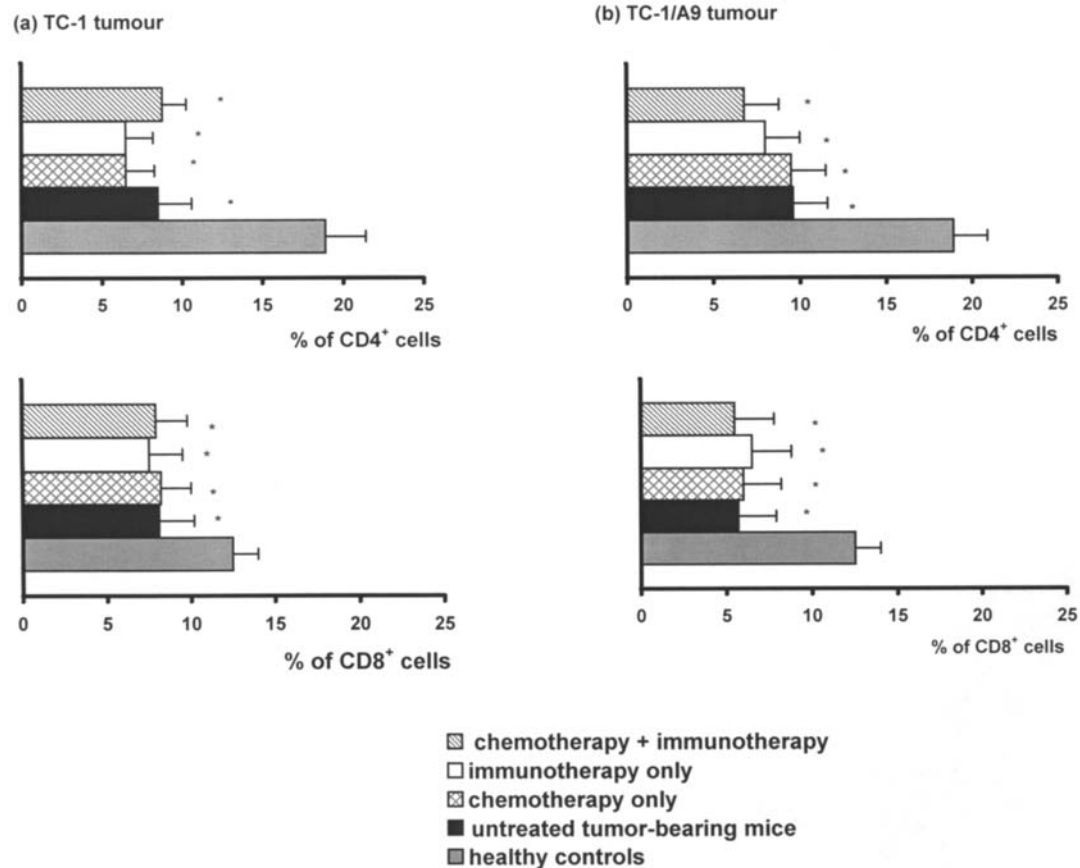 (a) TC-1 tumour
(b) TC-1/A9 tumour
* *
* *
* *
* *
0 5 10 15 20 25
0 5 10 15 20 25
% of CD4⁺ cells
% of CD4⁺ cells
* *
* *
* *
* *
0 5 10 15 20 25
0 5 10 15 20 25
% of CD8⁺ cells
% of CD8⁺ cells
chemotherapy + immunotherapy
immunotherapy only
chemotherapy only
untreated tumor-bearing mice
healthy controls